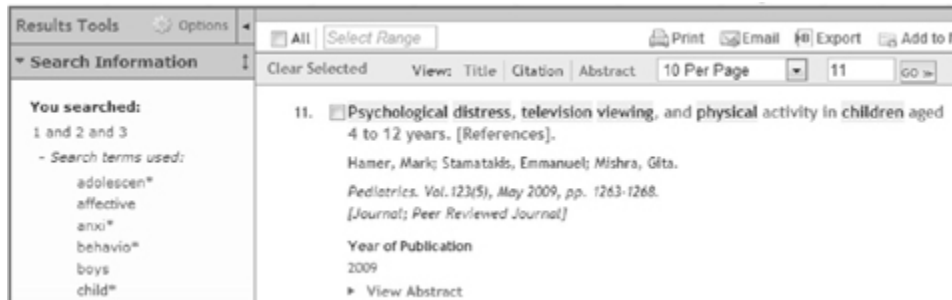 Results Tools Options
All Select Range Print Email Export Add to
Search Information
Clear Selected View: Title Citation Abstract 10 Per Page 11 GO
You searched:
1 and 2 and 3
- Search terms used:
adolescen*
affective
anxi*
behavio*
boys
child*
11. Psychological distress, television viewing, and physical activity in children aged
4 to 12 years. [References].
Hamer, Mark; Stamatakis, Emmanuel; Mishra, Gita.
Pediatrics. Vol.123(5), May 2009, pp. 1263-1268.
[Journal; Peer Reviewed Journal]
Year of Publication
2009
View Abstract